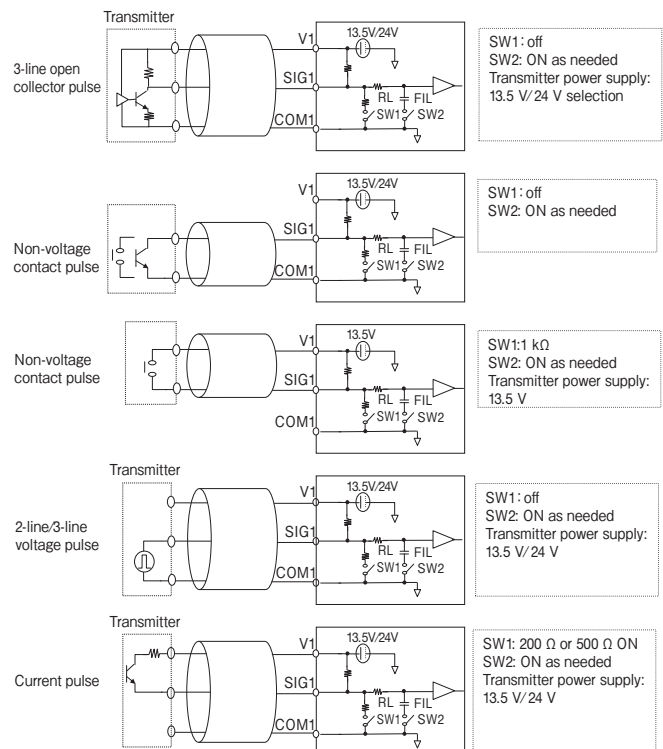 Transmitter
3-line open
collector pulse
V1
13.5V/24V
SIG1
RL FIL
SW1 SW2
COM1
SW1: off
SW2: ON as needed
Transmitter power supply:
13.5 V/24 V selection
Non-voltage
contact pulse
V1
13.5V/24V
SIG1
RL FIL
SW1 SW2
COM1
SW1: off
SW2: ON as needed
Non-voltage
contact pulse
V1
13.5V
SIG1
RL FIL
SW1 SW2
COM1
SW1:1 kΩ
SW2: ON as needed
Transmitter power supply:
13.5 V
Transmitter
2-line/3-line
voltage pulse
V1
13.5V/24V
SIG1
RL FIL
SW1 SW2
COM1
SW1: off
SW2: ON as needed
Transmitter power supply:
13.5 V/24 V
Transmitter
Current pulse
V1
13.5V/24V
SIG1
RL FIL
SW1 SW2
COM1
SW1: 200 Ω or 500 Ω ON
SW2: ON as needed
Transmitter power supply:
13.5 V/24 V